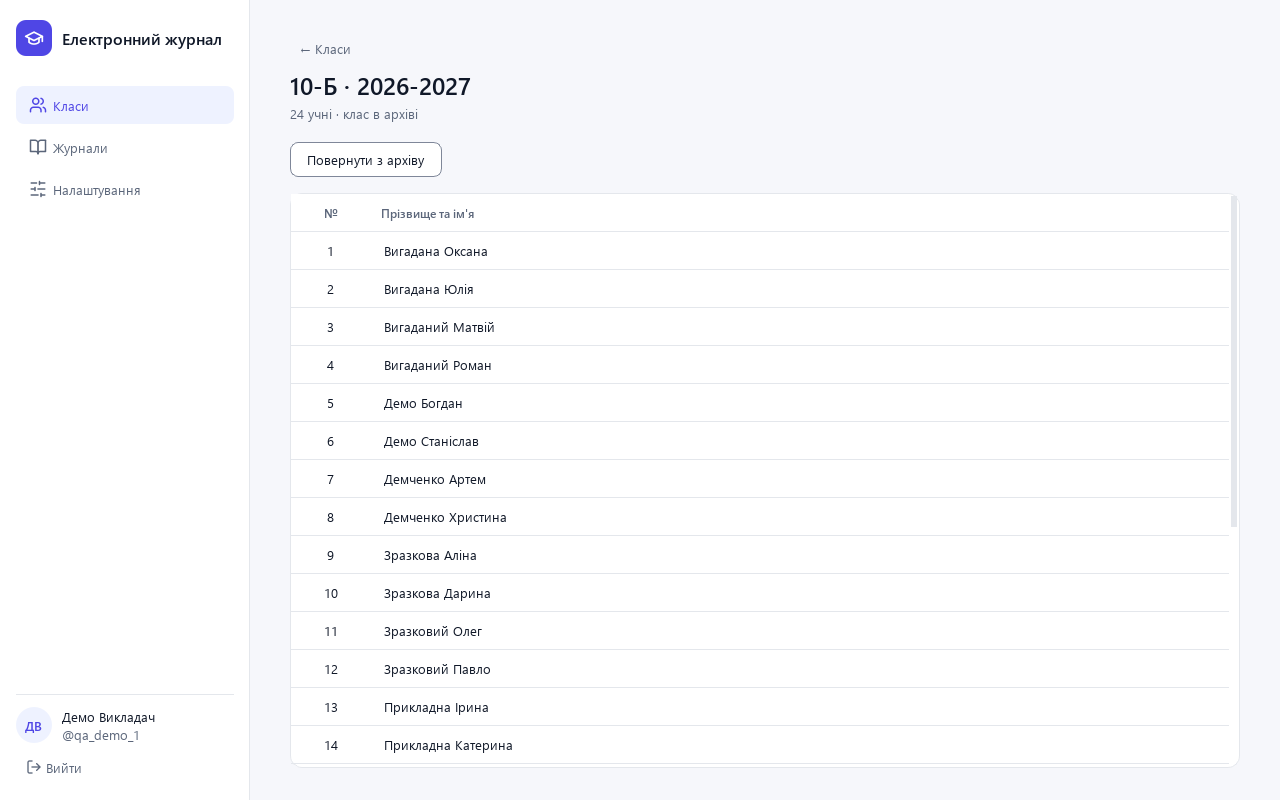 Електронний журнал
Класи
Журнали
Налаштування
ДВ
Демо Викладач
@qa_demo_1
Вийти
← Класи
10-Б · 2026-2027
24 учні · клас в архіві
Повернути з архіву
№ Прізвище та ім'я
1 Вигадана Оксана
2 Вигадана Юлія
3 Вигаданий Матвій
4 Вигаданий Роман
5 Демо Богдан
6 Демо Станіслав
7 Демченко Артем
8 Демченко Христина
9 Зразкова Аліна
10 Зразкова Дарина
11 Зразковий Олег
12 Зразковий Павло
13 Прикладна Ірина
14 Прикладна Катерина